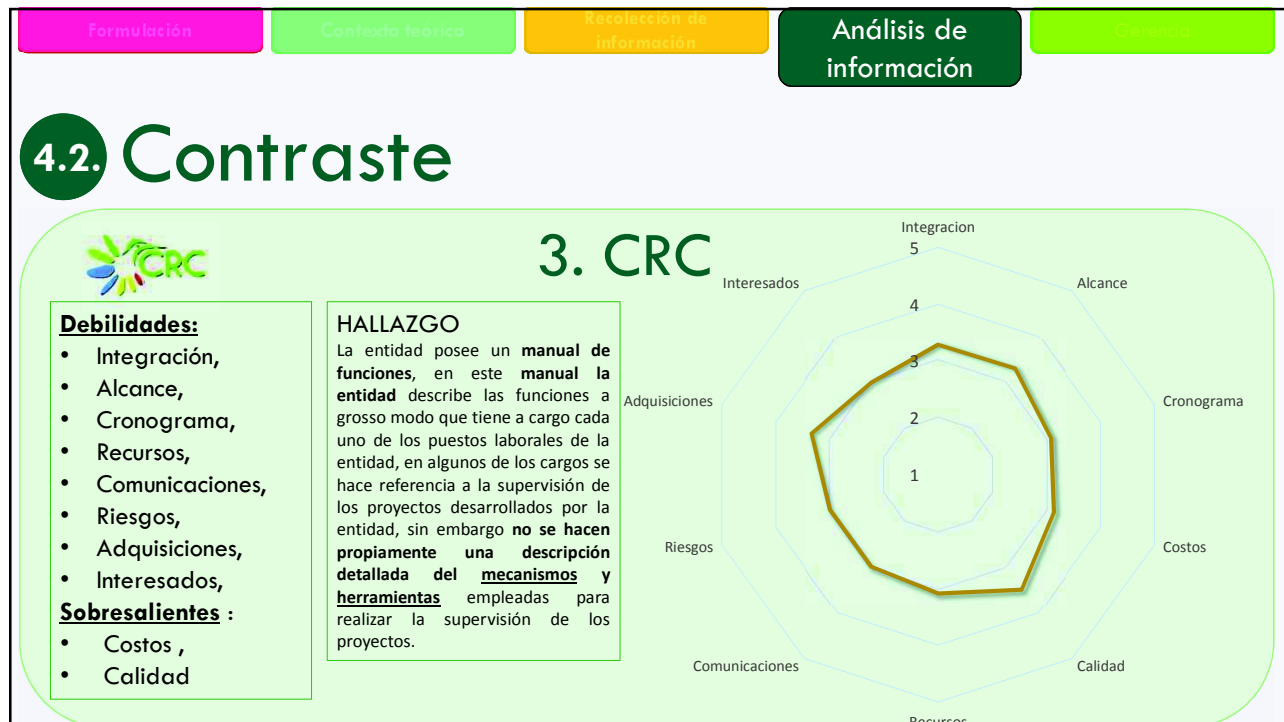 Formulación
Contexto teórico
Recolección de
información
Análisis de
información
Gerencia
4.2. Contraste
CRC
3. CRC
Debilidades:
• Integración,
• Alcance,
• Cronograma,
• Recursos,
• Comunicaciones,
• Riesgos,
• Adquisiciones,
• Interesados,
Sobresalientes :
• Costos ,
• Calidad
HALLAZGO
La entidad posee un manual de
funciones, en este manual la
entidad describe las funciones a
grosso modo que tiene a cargo cada
uno de los puestos laborales de la
entidad, en algunos de los cargos se
hace referencia a la supervisión de
los proyectos desarrollados por la
entidad, sin embargo no se hacen
propiamente una descripción
detallada del mecanismos y
herramientas empleadas para
realizar la supervisión de los
proyectos.
Integracion
Alcance
Cronograma
Costos
Calidad
Recursos
Comunicaciones
Riesgos
Adquisiciones
Interesados
5
4
3
2
1